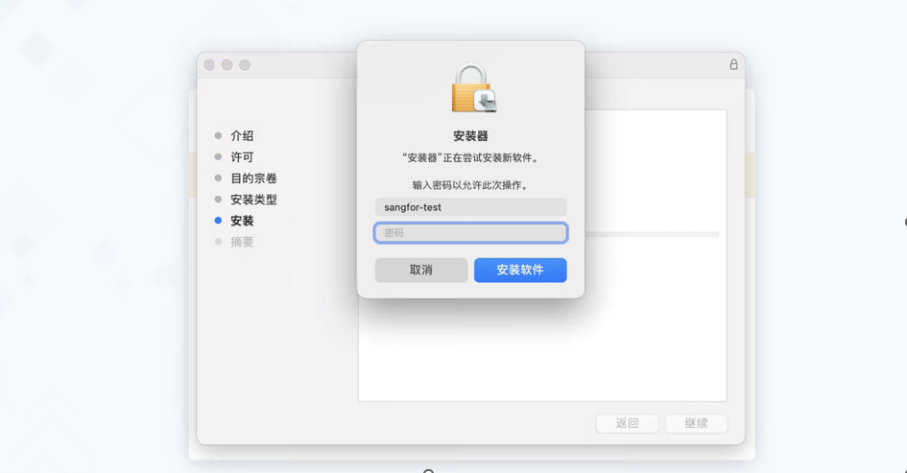 介绍
许可
目的宗卷
安装类型
安装
摘要
安装器
“安装器”正在尝试安装新软件。
输入密码以允许此次操作。
sangfor-test
密码
取消
安装软件
返回
继续